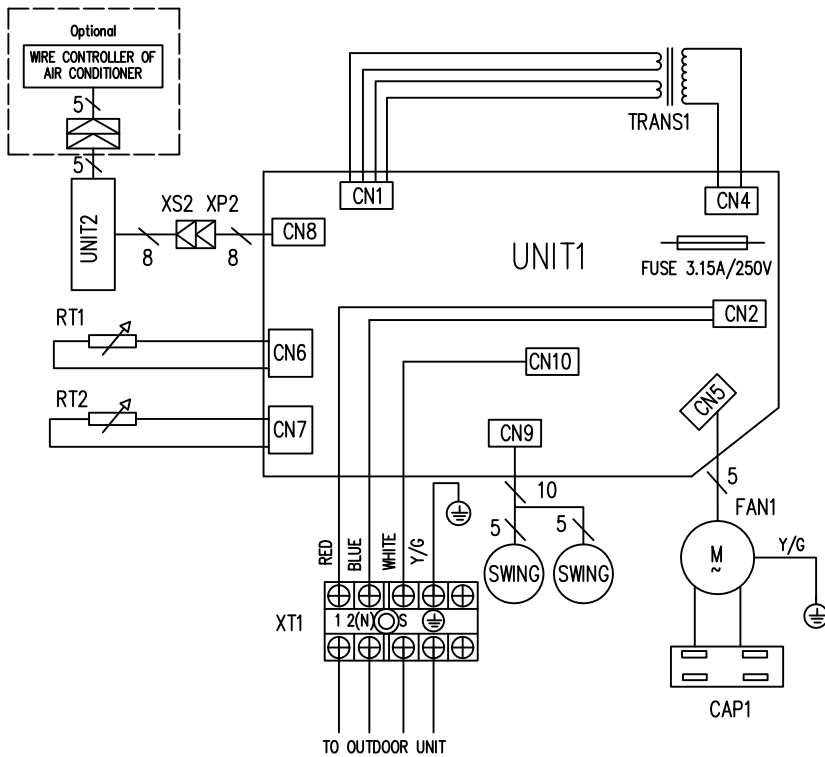 Optional
WIRE CONTROLLER OF
AIR CONDITIONER
5
5
UNIT2
XS2 XP2
8
8
CN8
CN1
TRANS1
CN4
UNIT1
FUSE 3.15A/250V
CN2
RT1
CN6
CN10
RT2
CN7
CN5
CN9
10
5
FAN1
5
5
SWING
SWING
M
~
Y/G
RED
BLUE
WHITE
Y/G
XT1
1 2(N) S
CAP1
TO OUTDOOR UNIT